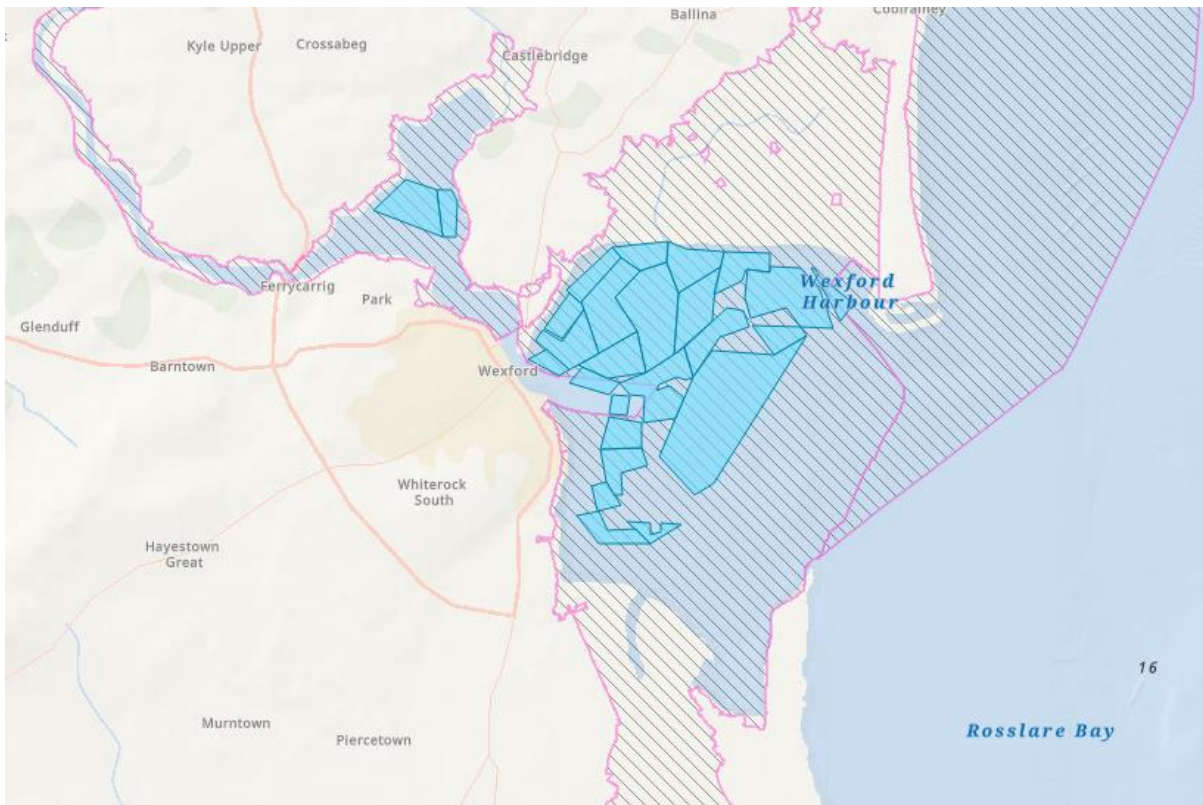 Ballina
Coolrainey
Kyle Upper
Crossabeg
Castlebridge
Wexford
Harbour
Ferrycarrig
Park
Glenduff
Barntown
Wexford
Whiterock
South
Hayestown
Great
16
Murntown
Piercetown
Rosslare Bay